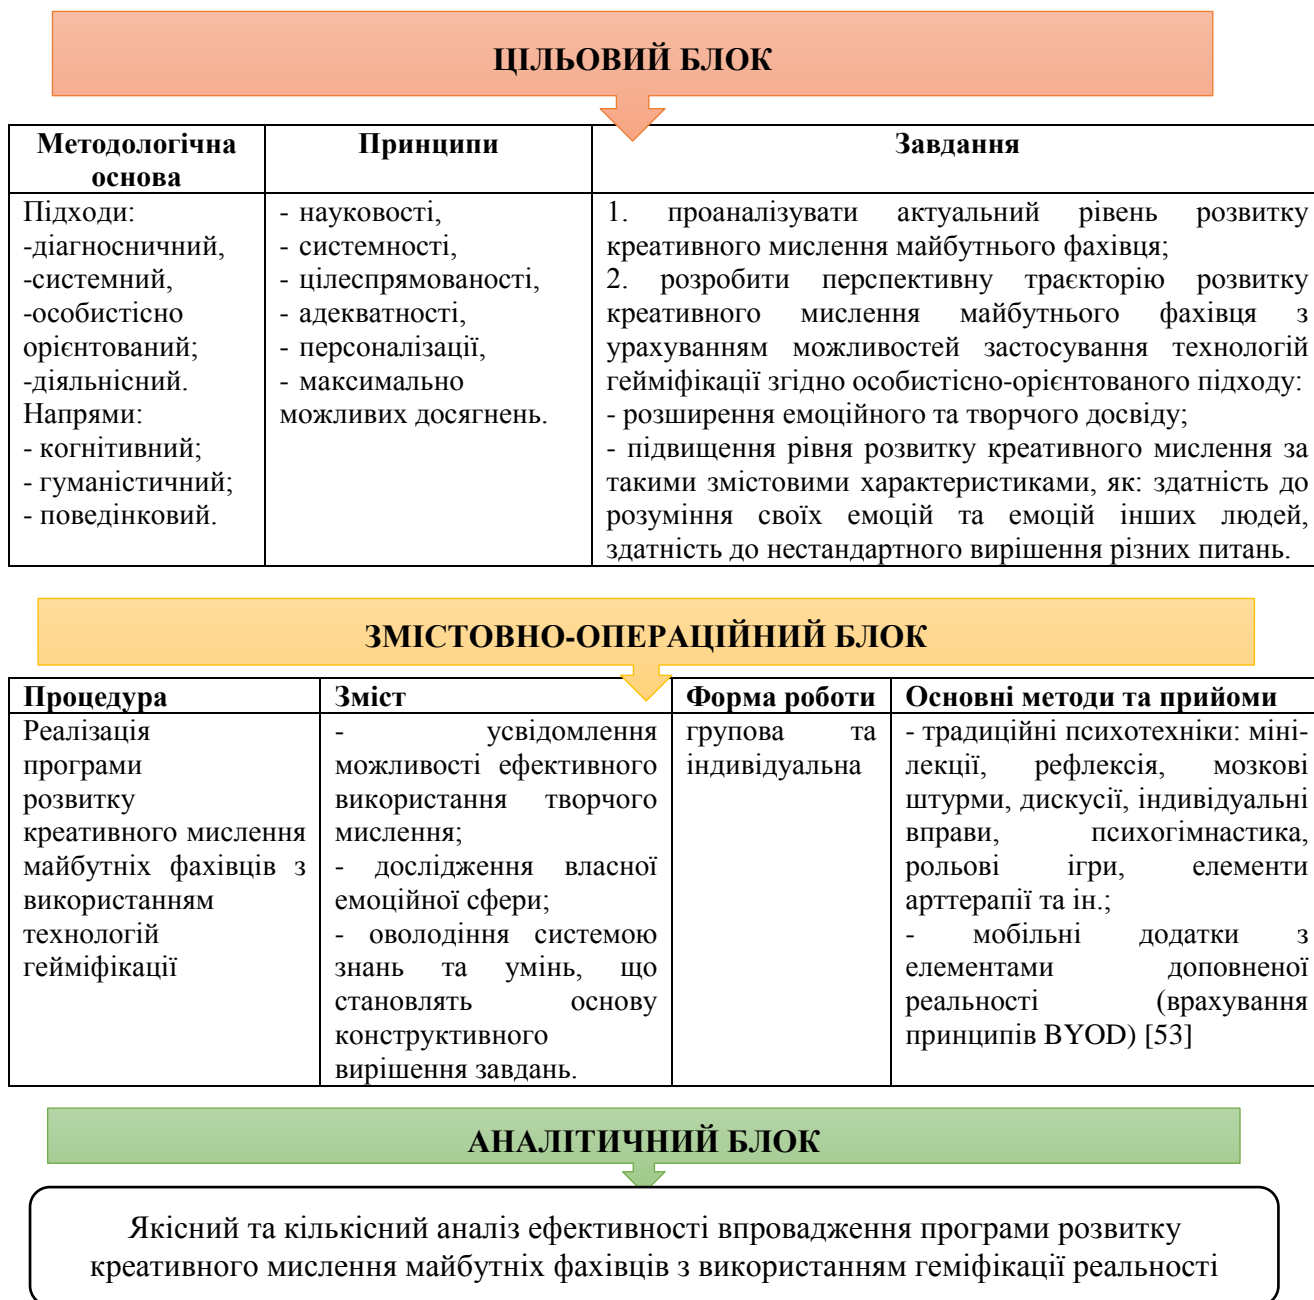 ЦІЛЬОВИЙ БЛОК
Методологічна
основа
Принципи
Завдання
Підходи:
-діагносничний,
-системний,
-особистісно
орієнтований;
-діяльнісний.
Напрями:
- когнітивний;
- гуманістичний;
- поведінковий.
- науковості,
- системності,
- цілеспрямованості,
- адекватності,
- персоналізації,
- максимально
можливих досягнень.
1. проаналізувати актуальний рівень розвитку
креативного мислення майбутнього фахівця;
2. розробити перспективну траєкторію розвитку
креативного мислення майбутнього фахівця з
урахуванням можливостей застосування технологій
гейміфікації згідно особистісно-орієнтованого підходу:
- розширення емоційного та творчого досвіду;
- підвищення рівня розвитку креативного мислення за
такими змістовими характеристиками, як: здатність до
розуміння своїх емоцій та емоцій інших людей,
здатність до нестандартного вирішення різних питань.
ЗМІСТОВНО-ОПЕРАЦІЙНИЙ БЛОК
Процедура
Зміст
Форма роботи
Основні методи та прийоми
Реалізація
програми
розвитку
креативного мислення
майбутніх фахівців з
використанням
технологій
гейміфікації
- усвідомлення
можливості ефективного
використання творчого
мислення;
- дослідження власної
емоційної сфери;
- оволодіння системою
знань та умінь, що
становлять основу
конструктивного
вирішення завдань.
групова та
індивідуальна
- традиційні психотехніки: міні-
лекції, рефлексія, мозкові
штурми, дискусії, індивідуальні
вправи, психогімнастика,
рольові ігри, елементи
арттерапії та ін.;
- мобільні додатки з
елементами доповненої
реальності (врахування
принципів BYOD) [53]
АНАЛІТИЧНИЙ БЛОК
Якісний та кількісний аналіз ефективності впровадження програми розвитку
креативного мислення майбутніх фахівців з використанням геміфікації реальності